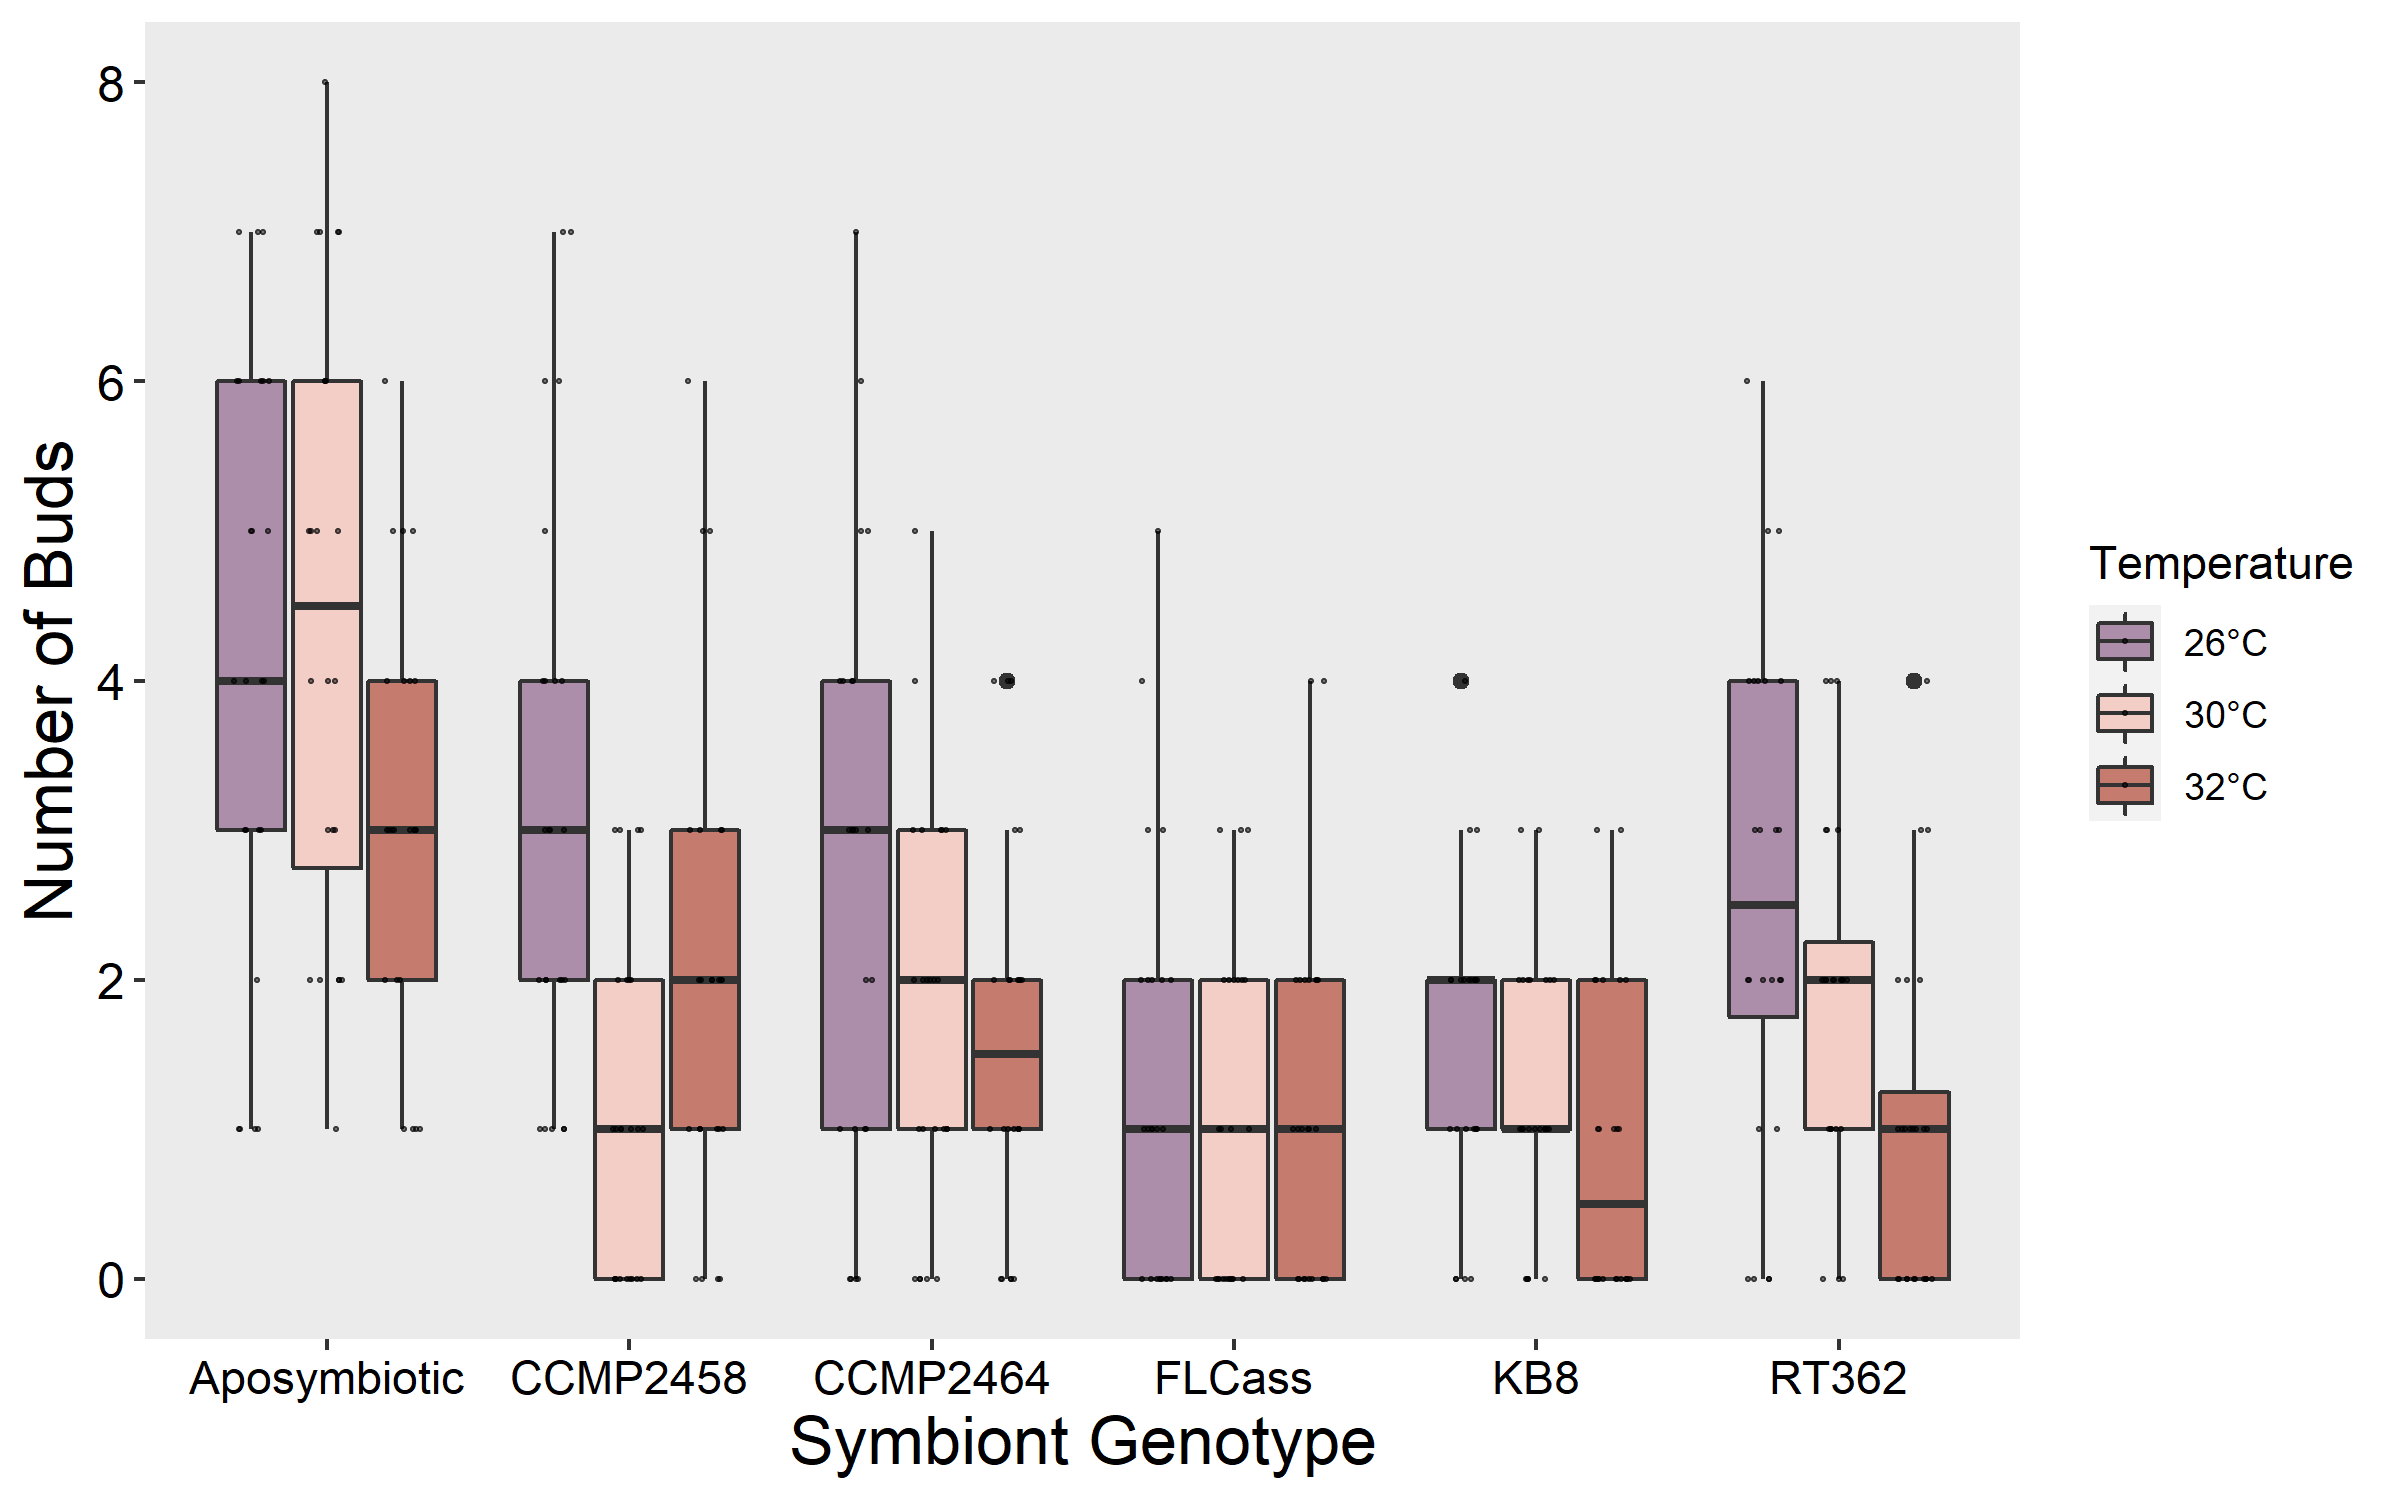 Number of Buds
8
6
4
2
0
Aposymbiotic CCMP2458 CCMP2464 FLCass KB8 RT362
Symbiont Genotype
Temperature
26°C
30°C
32°C